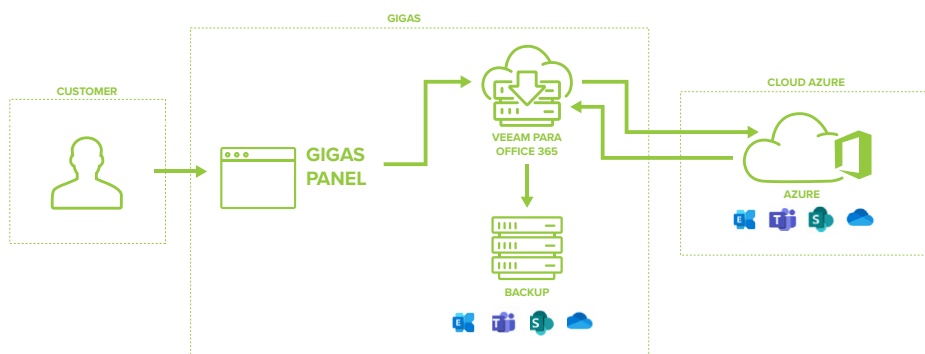 GIGAS
CUSTOMER
CLOUD AZURE
GIGAS
PANEL
VEEAM PARA
OFFICE 365
AZURE
E
T
S
BACKUP
E
T
S